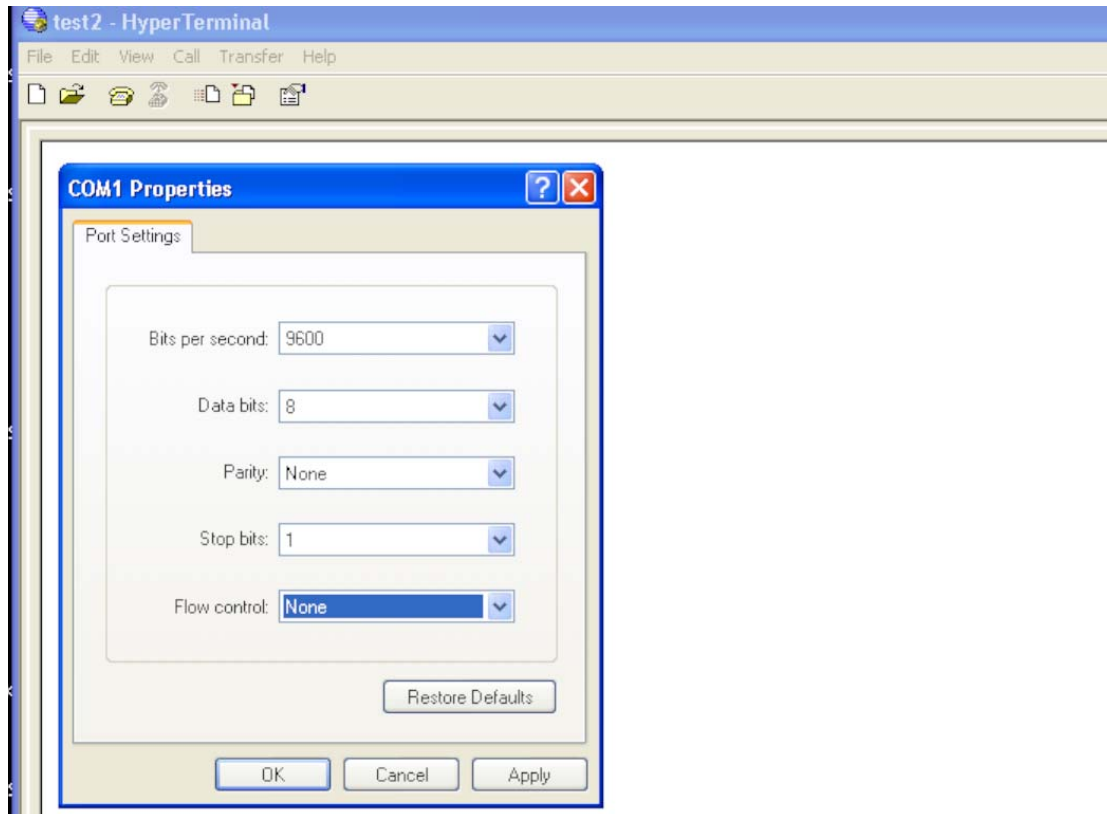 test2 - HyperTerminal
File Edit View Call Transfer Help
COM1 Properties
Port Settings
Bits per second: 9600
Data bits: 8
Parity: None
Stop bits: 1
Flow control: None
Restore Defaults
OK Cancel Apply